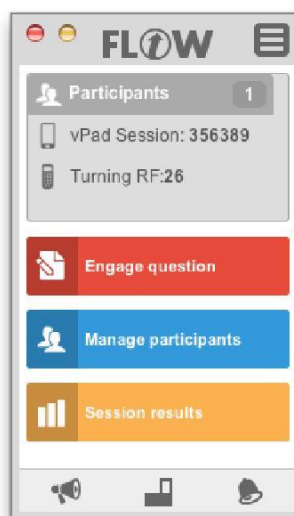 FLOW
Participants 1
vPad Session: 356389
Turning RF:26
Engage question
Manage participants
Session results